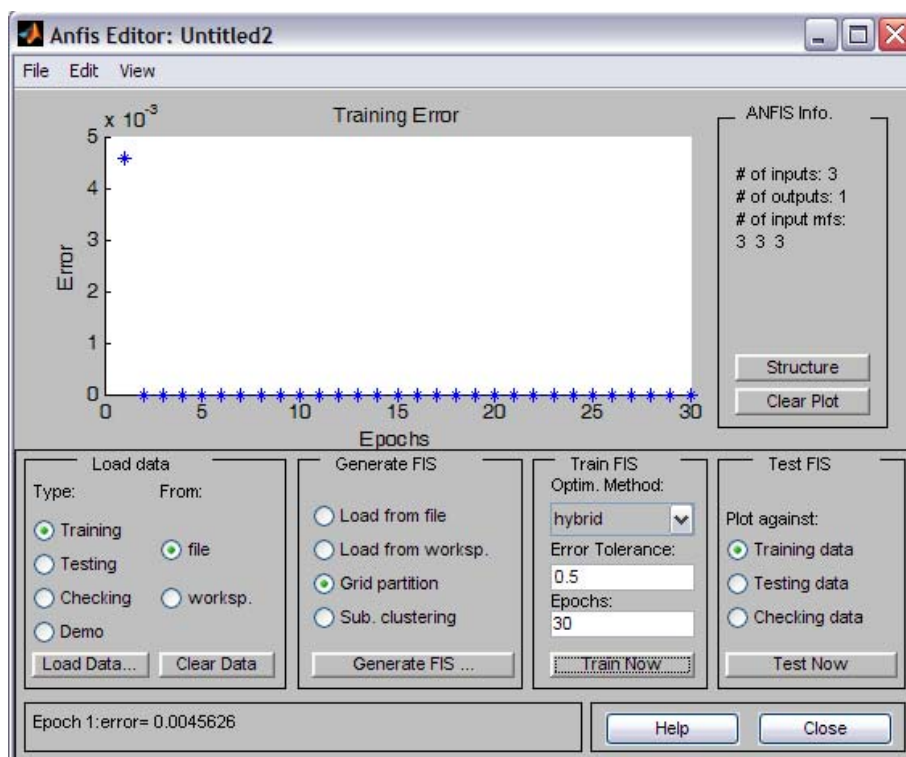 Anfis Editor: Untitled2
File Edit View
x 10^-3
Training Error
5
4
3
2
1
0
Error
0 5 10 15 20 25 30
Epochs
ANFIS Info.
# of inputs: 3
# of outputs: 1
# of input mfs:
3 3 3
Structure
Clear Plot
Load data
Type: From:
Training
Testing
Checking
Demo
file
worksp.
Load Data... Clear Data
Generate FIS
Load from file
Load from worksp.
Grid partition
Sub. clustering
Generate FIS ...
Train FIS
Optim. Method:
hybrid
Error Tolerance:
0.5
Epochs:
30
Train Now
Test FIS
Plot against:
Training data
Testing data
Checking data
Test Now
Epoch 1:error= 0.0045626
Help Close